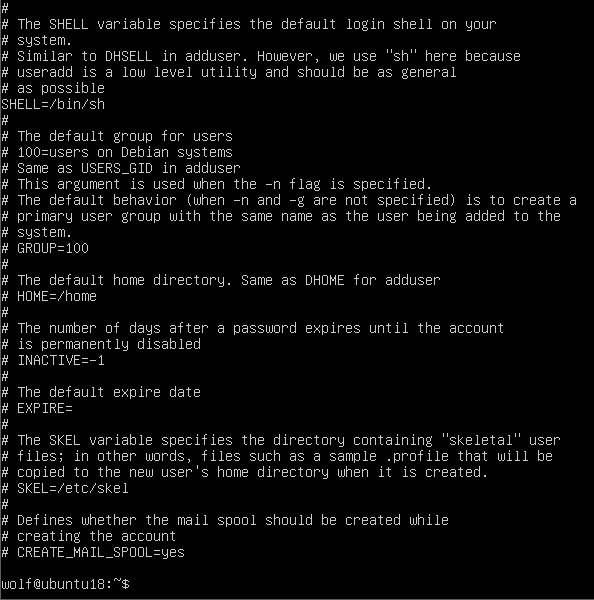 #
# The SHELL variable specifies the default login shell on your
# system.
# Similar to DHSELL in adduser. However, we use "sh" here because
# useradd is a low level utility and should be as general
# as possible
SHELL=/bin/sh
#
# The default group for users
# 100=users on Debian systems
# Same as USERS_GID in adduser
# This argument is used when the -n flag is specified.
# The default behavior (when -n and -g are not specified) is to create a
# primary user group with the same name as the user being added to the
# system.
# GROUP=100
#
# The default home directory. Same as DHOME for adduser
# HOME=/home
#
# The number of days after a password expires until the account
# is permanently disabled
# INACTIVE=-1
#
# The default expire date
# EXPIRE=
#
# The SKEL variable specifies the directory containing "skeletal" user
# files; in other words, files such as a sample .profile that will be
# copied to the new user's home directory when it is created.
# SKEL=/etc/skel
#
# Defines whether the mail spool should be created while
# creating the account
# CREATE_MAIL_SPOOL=yes
wolf@ubuntu18:~$